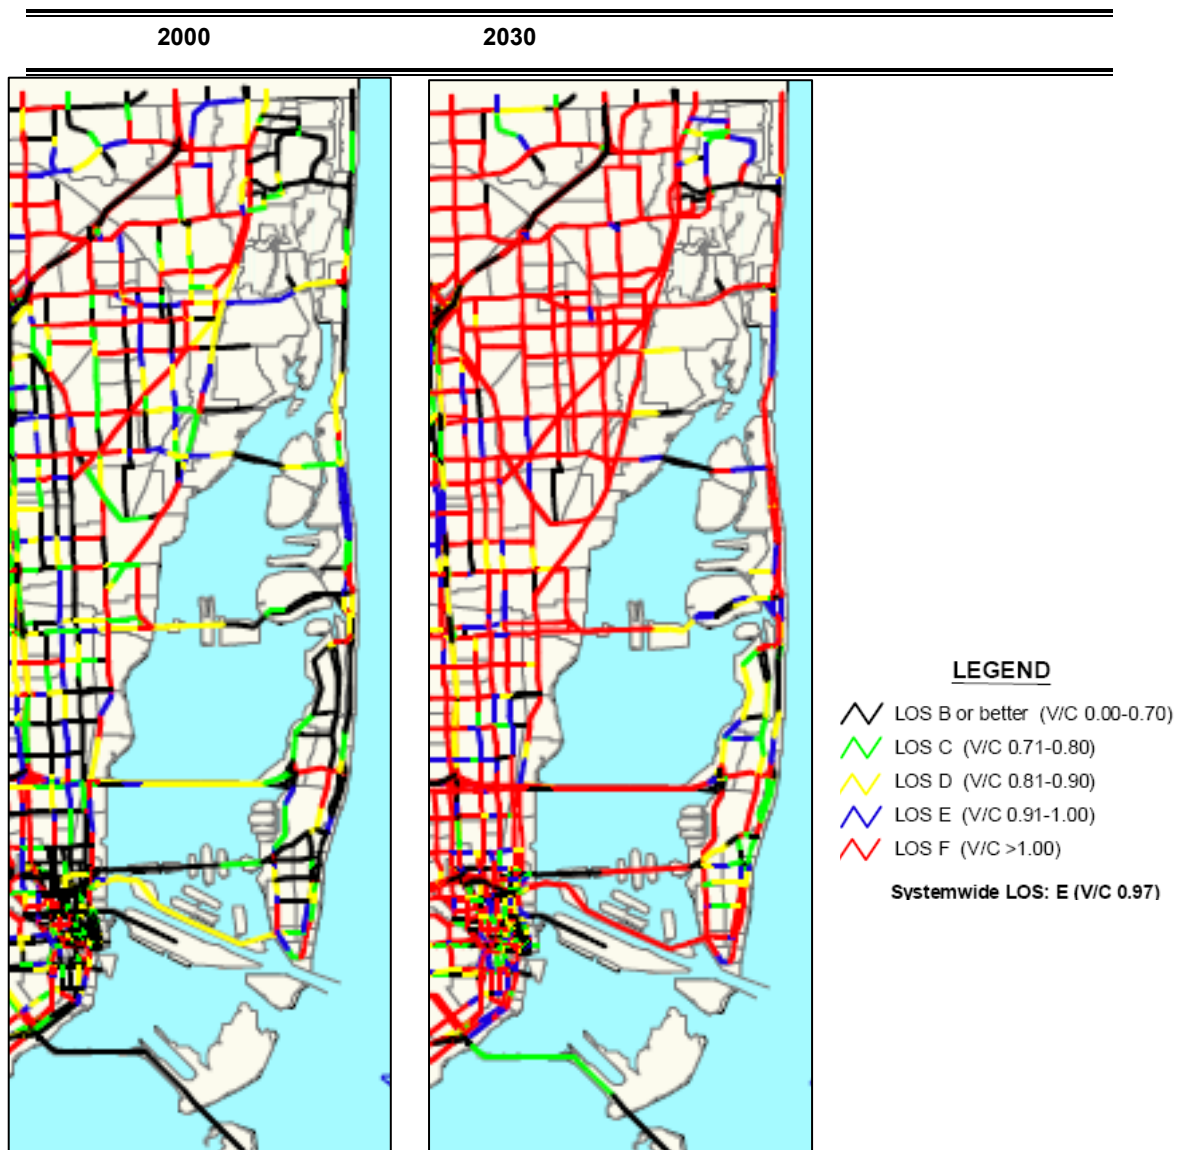 2000 2030
LEGEND
LOS B or better (V/C 0.00-0.70)
LOS C (V/C 0.71-0.80)
LOS D (V/C 0.81-0.90)
LOS E (V/C 0.91-1.00)
LOS F (V/C >1.00)
Systemwide LOS: E (V/C 0.97)